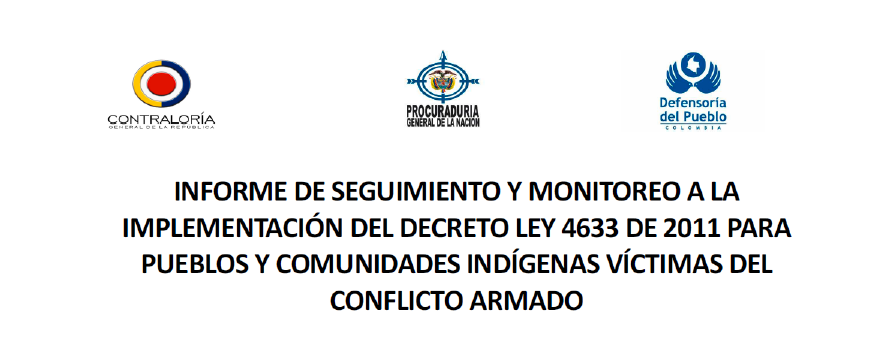 CONTRALORÍA
GENERAL DE LA REPÚBLICA
PROCURADURIA
GENERAL DE LA NACIÓN
Defensoría
del Pueblo
COLOMBIA
INFORME DE SEGUIMIENTO Y MONITOREO A LA
IMPLEMENTACIÓN DEL DECRETO LEY 4633 DE 2011 PARA
PUEBLOS Y COMUNIDADES INDÍGENAS VÍCTIMAS DEL
CONFLICTO ARMADO